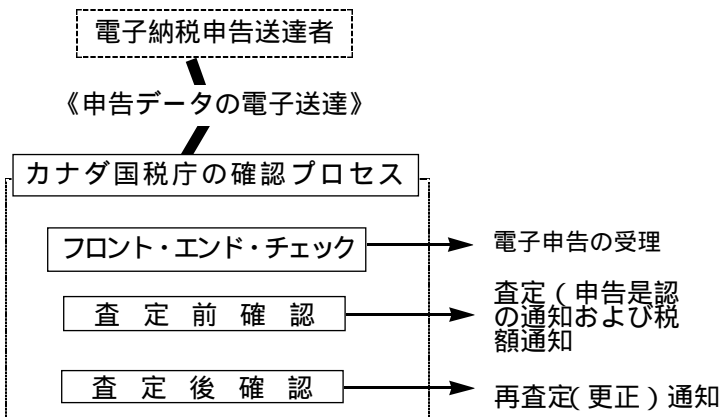 電子納税申告送達者
《申告データの電子送達》
カナダ国税庁の確認プロセス
フロント・エンド・チェック
電子申告の受理
査定前確認
査定（申告是認
の通知および税
額通知
査定後確認
再査定（更正）通知